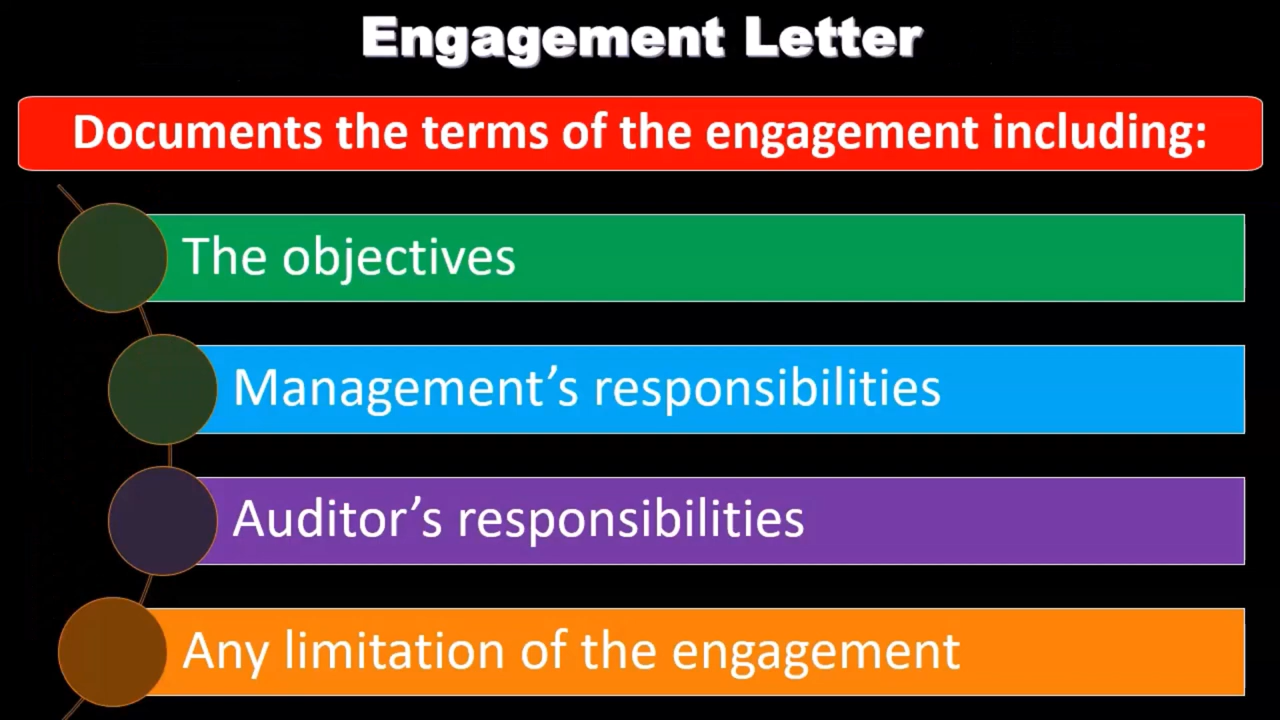 Engagement Letter
Documents the terms of the engagement including:
The objectives
Management’s responsibilities
Auditor’s responsibilities
Any limitation of the engagement